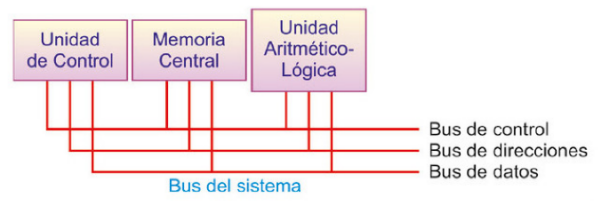 Unidad
de Control
Memoria
Central
Unidad
Aritmético-
Lógica
Bus de control
Bus de direcciones
Bus de datos
Bus del sistema